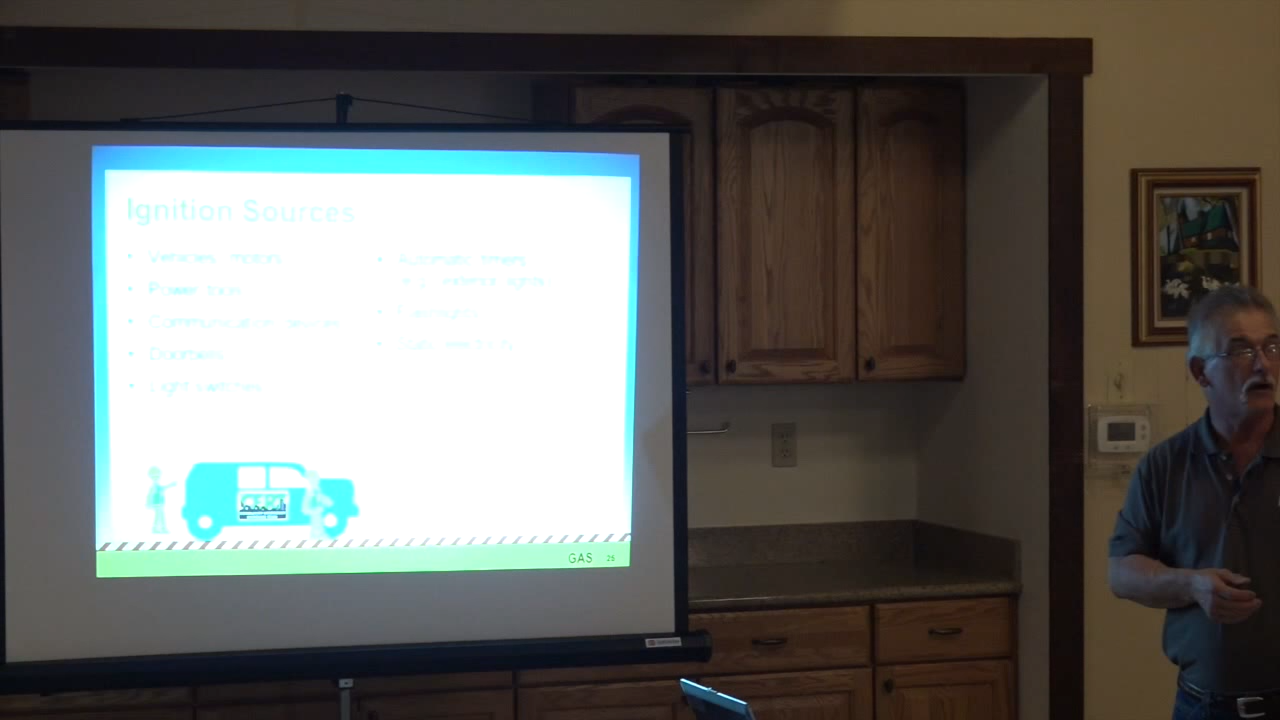 Ignition Sources
• Vehicles / motors
• Power tools
• Communication devices
• Doorbells
• Light switches
• Automatic timers
(e.g., exterior lights)
• Flashlights
• Static electricity
GAS 25